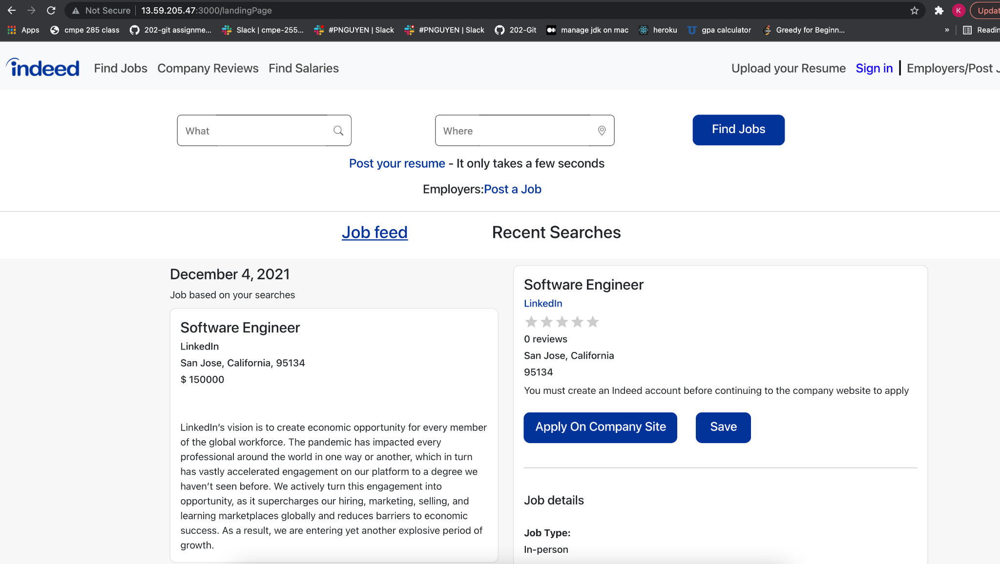 Not Secure 13.59.205.47:3000/landingPage K Updat
Apps cmpe 285 class 202-git assignme... Slack | cmpe-255... #PNGUYEN | Slack #PNGUYEN | Slack 202-Git manage jdk on mac heroku gpa calculator Greedy for Beginn... » Readin
indeed Find Jobs Company Reviews Find Salaries Upload your Resume Sign in Employers/Post J
What Where Find Jobs
Post your resume - It only takes a few seconds
Employers:Post a Job
Job feed Recent Searches
December 4, 2021
Job based on your searches
Software Engineer
LinkedIn
San Jose, California, 95134
$ 150000
LinkedIn’s vision is to create economic opportunity for every member
of the global workforce. The pandemic has impacted every
professional around the world in one way or another, which in turn
has vastly accelerated engagement on our platform to a degree we
haven’t seen before. We actively turn this engagement into
opportunity, as it supercharges our hiring, marketing, selling, and
learning marketplaces globally and reduces barriers to economic
success. As a result, we are entering yet another explosive period of
growth.
Software Engineer
LinkedIn
0 reviews
San Jose, California
95134
You must create an Indeed account before continuing to the company website to apply
Apply On Company Site Save
Job details
Job Type:
In-person